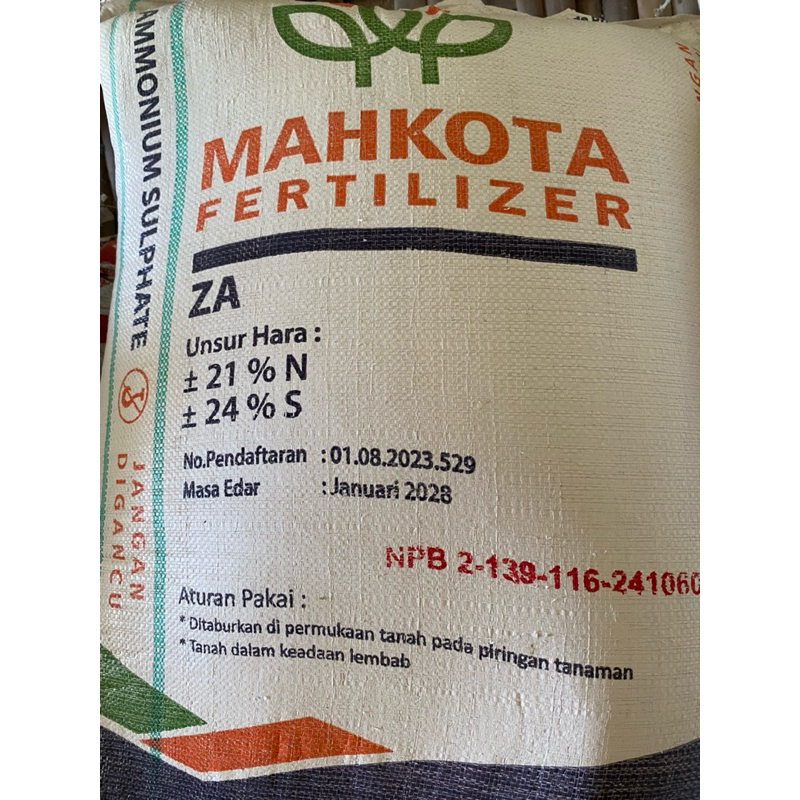 AMMONIUM SULPHATE
JANGAN
DIGANCU
MAHKOTA
FERTILIZER
ZA
Unsur Hara :
± 21 % N
± 24 % S
No.Pendaftaran : 01.08.2023.529
Masa Edar : Januari 2028
NPB 2-139-116-241060
Aturan Pakai :
* Ditaburkan di permukaan tanah pada piringan tanaman
* Tanah dalam keadaan lembab